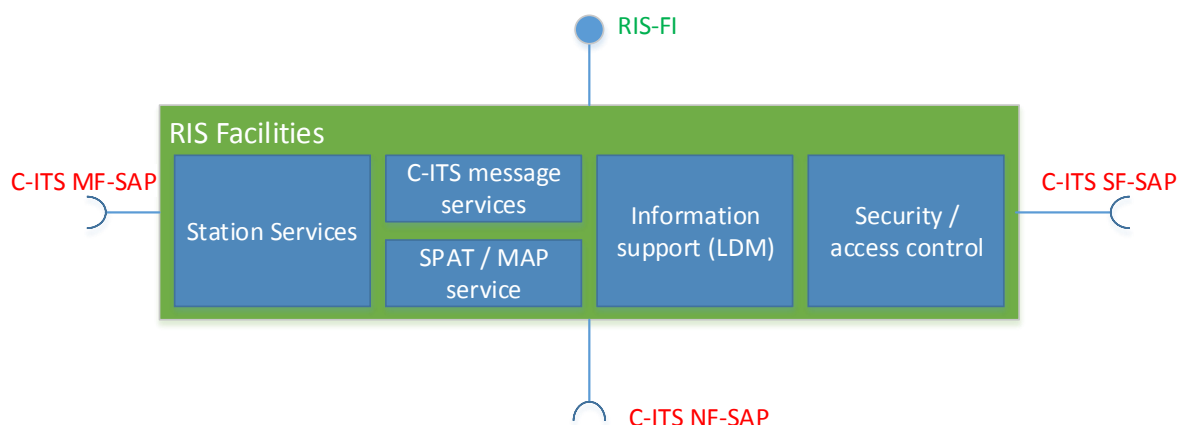 RIS-FI
RIS Facilities
C-ITS MF-SAP
Station Services
C-ITS message
services
SPAT / MAP
service
Information
support (LDM)
Security /
access control
C-ITS SF-SAP
C-ITS NF-SAP